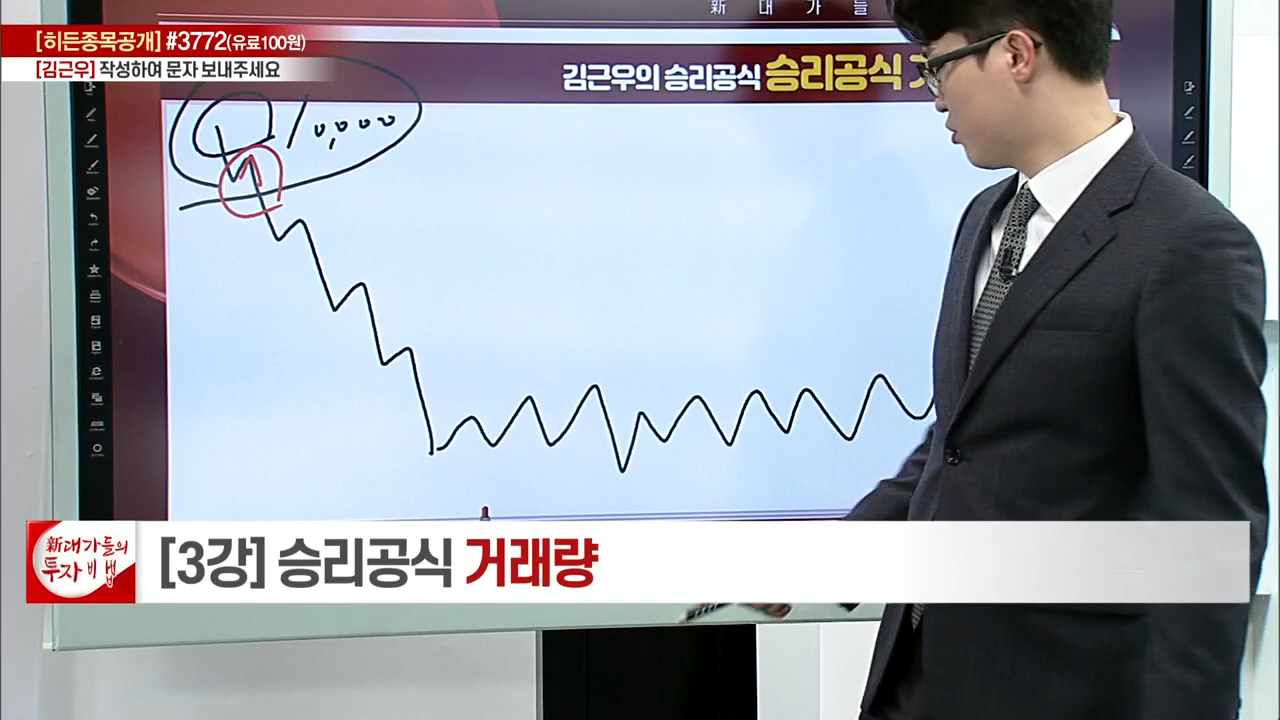 新 대 가 들
[히든종목공개] #3772(유료100원)
[김근우] 작성하여 문자 보내주세요
김근우의 승리공식 승리공식
10,000
新대가들의
투자 비법
[3강] 승리공식 거래량